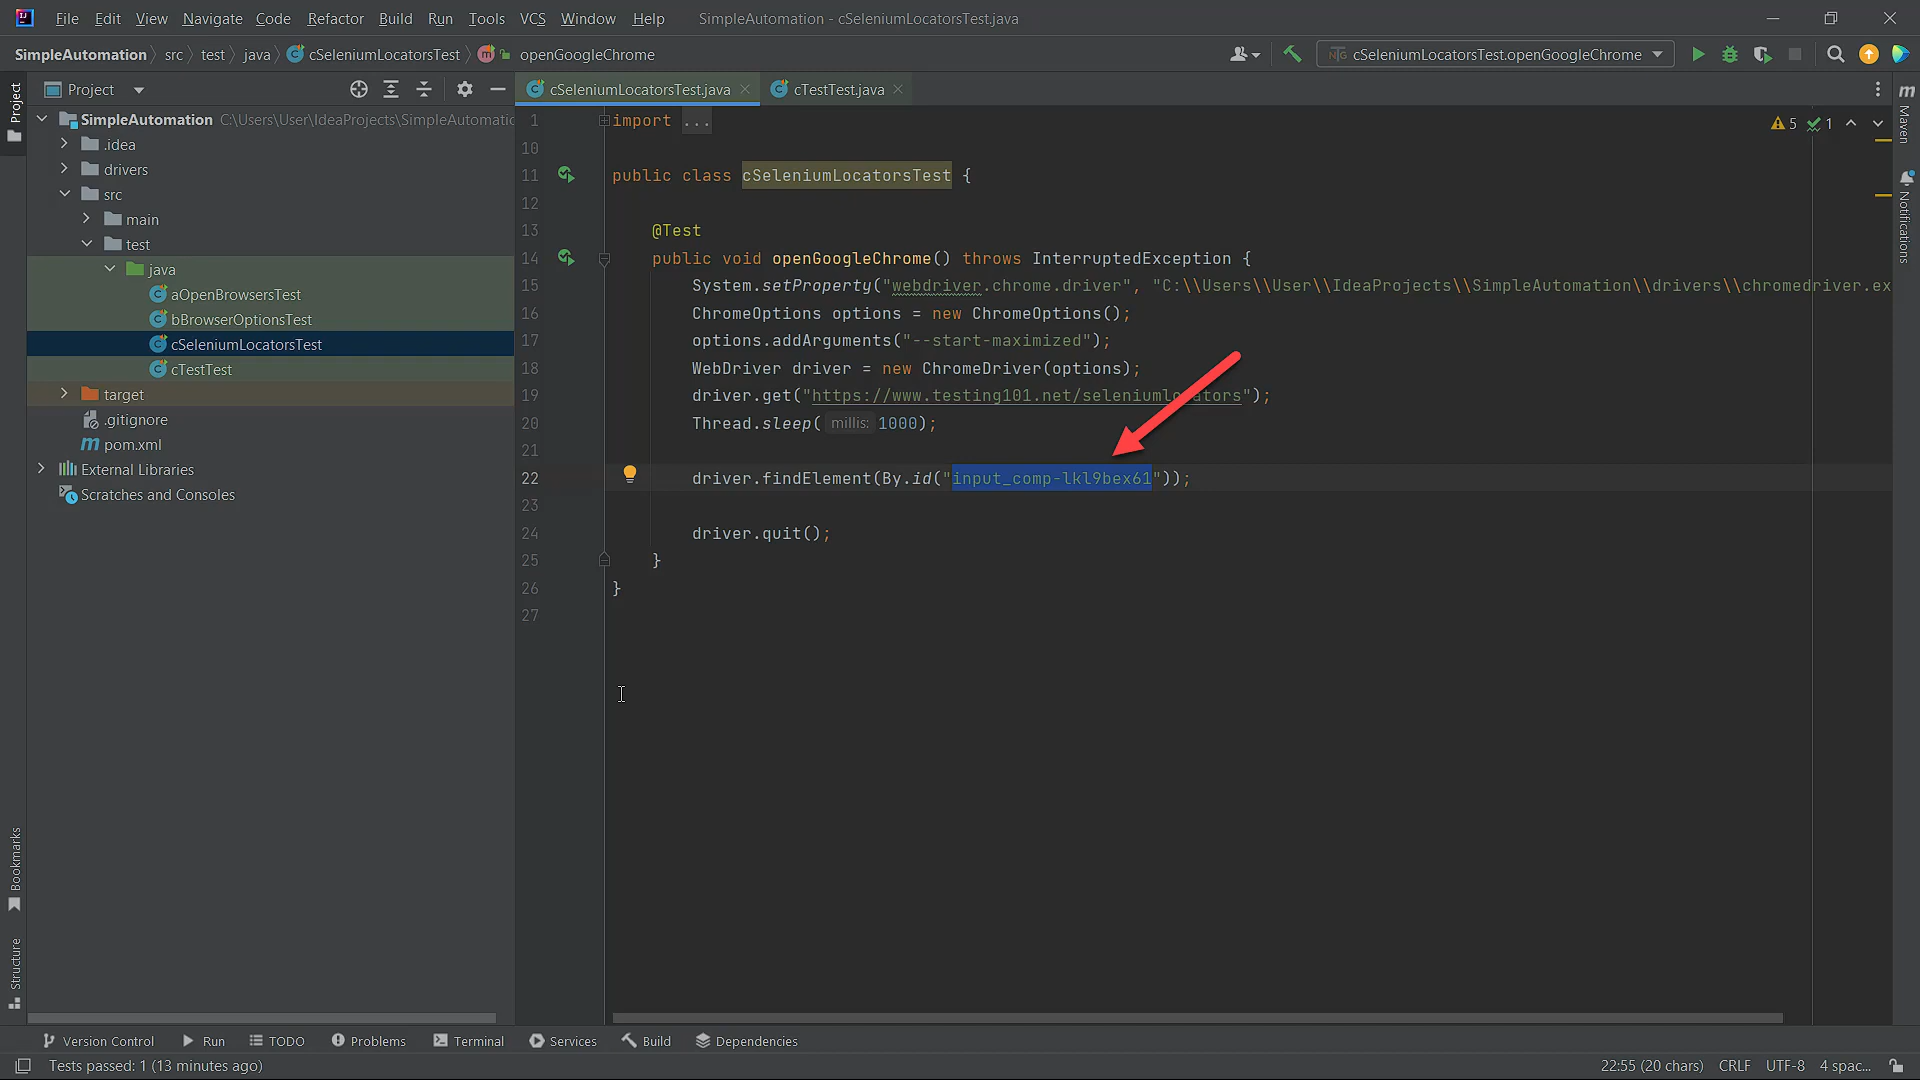 File Edit View Navigate Code Refactor Build Run Tools VCS Window Help SimpleAutomation - cSeleniumLocatorsTest.java
SimpleAutomation src test java cSeleniumLocatorsTest openGoogleChrome cSeleniumLocatorsTest.openGoogleChrome
Project
Project
cSeleniumLocatorsTest.java
cTestTest.java
SimpleAutomation C:\Users\User\IdeaProjects\SimpleAutomatic
.idea
drivers
src
main
test
java
aOpenBrowsersTest
bBrowserOptionsTest
cSeleniumLocatorsTest
cTestTest
target
.gitignore
pom.xml
External Libraries
Scratches and Consoles
5 1
1 import ...
10
11 public class cSeleniumLocatorsTest {
12
13 @Test
14 public void openGoogleChrome() throws InterruptedException {
15 System.setProperty("webdriver.chrome.driver", "C:\\Users\\User\\IdeaProjects\\SimpleAutomation\\drivers\\chromedriver.ex
16 ChromeOptions options = new ChromeOptions();
17 options.addArguments("--start-maximized");
18 WebDriver driver = new ChromeDriver(options);
19 driver.get("https://www.testing101.net/seleniumlocators");
20 Thread.sleep( millis: 1000);
21
22 driver.findElement(By.id("input_comp-lkl9bex61"));
23
24 driver.quit();
25 }
26 }
27
Maven
Notifications
Bookmarks
Structure
Version Control Run TODO Problems Terminal Services Build Dependencies
Tests passed: 1 (13 minutes ago) 22:55 (20 chars) CRLF UTF-8 4 spac...